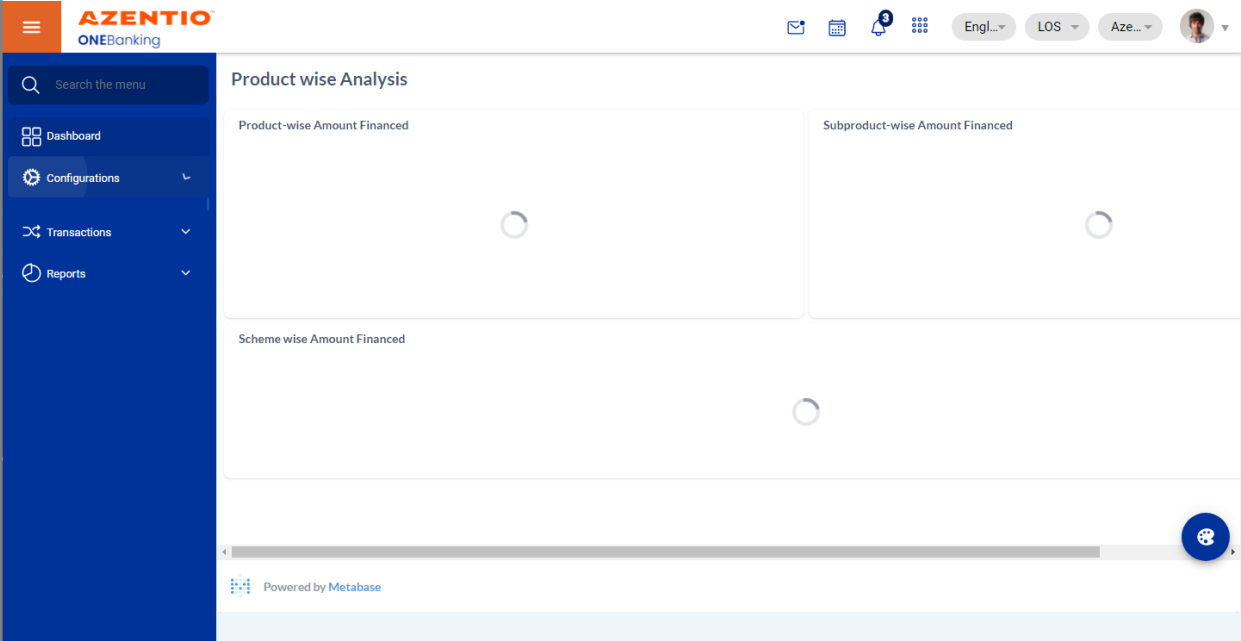 AZENTIO™
ONEBanking
3
Engl...
LOS
Aze...
Search the menu
Dashboard
Configurations
Transactions
Reports
Product wise Analysis
Product-wise Amount Financed
Subproduct-wise Amount Financed
Scheme wise Amount Financed
Powered by Metabase